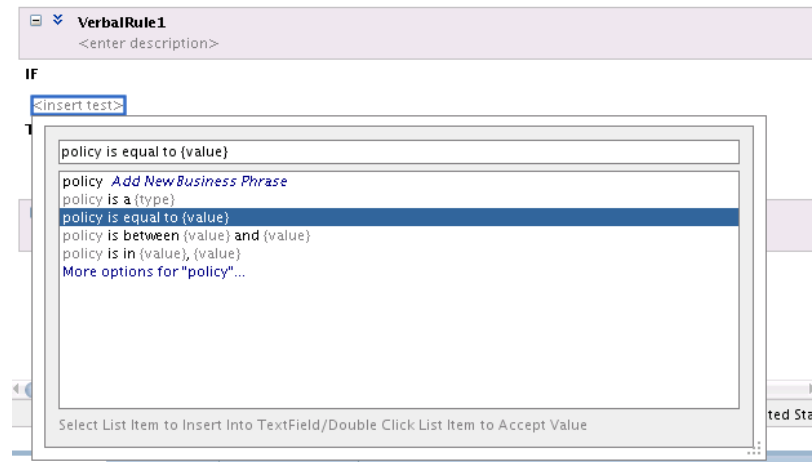 VerbalRule1
<enter description>
IF
<insert test>
T
policy is equal to {value}
policy Add New Business Phrase
policy is a {type}
policy is equal to {value}
policy is between {value} and {value}
policy is in {value}, {value}
More options for "policy"...
ted Sta
Select List Item to Insert Into TextField/Double Click List Item to Accept Value